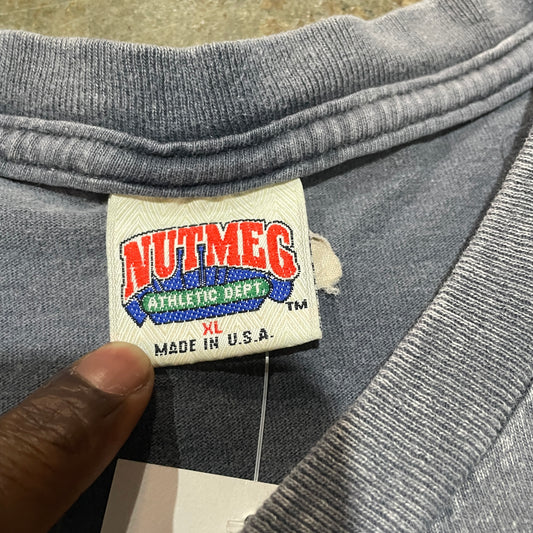 NUTMEG
ATHLETIC DEPT.
TM
XL
MADE IN U.S.A.